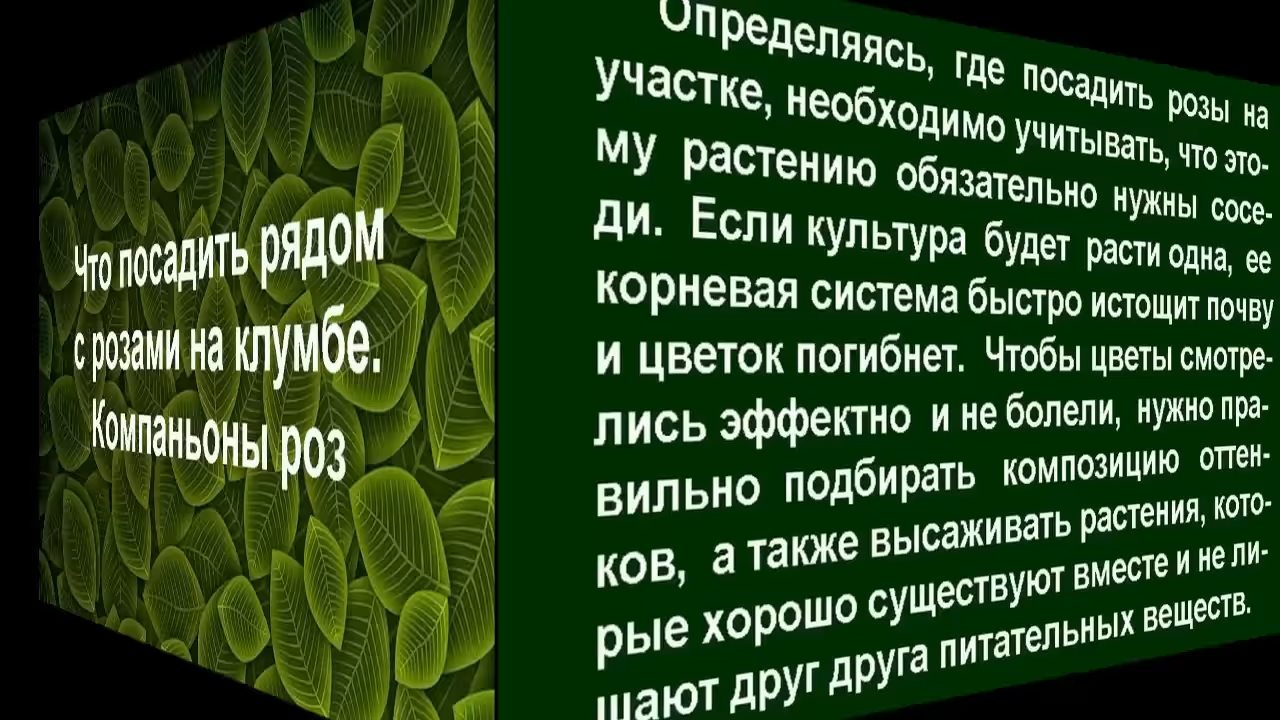 Что посадить рядом
с розами на клумбе.
Компаньоны роз
Определяясь, где посадить розы на
участке, необходимо учитывать, что это-
му растению обязательно нужны сосе-
ди. Если культура будет расти одна, ее
корневая система быстро истощит почву
и цветок погибнет. Чтобы цветы смотре-
лись эффектно и не болели, нужно пра-
вильно подбирать композицию оттен-
ков, а также высаживать растения, кото-
рые хорошо существуют вместе и не ли-
шают друг друга питательных веществ.